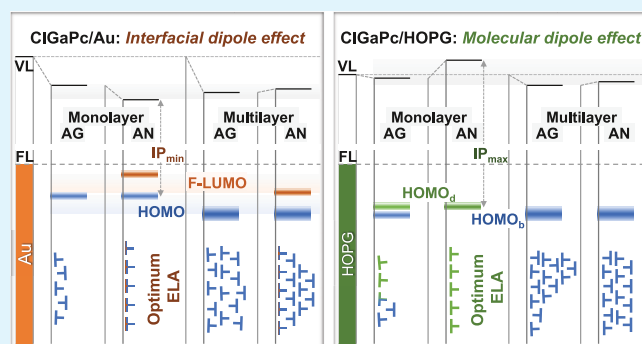 ClGaPc/Au: Interfacial dipole effect
VL
Monolayer Multilayer
AG AN AG AN
IPmin
FL
F-LUMO
HOMO
Au
Optimum
ELA
ClGaPc/HOPG: Molecular dipole effect
VL
Monolayer Multilayer
AG AN AG AN
FL IPmax
HOMOd
HOMOb
HOPG
Optimum
ELA